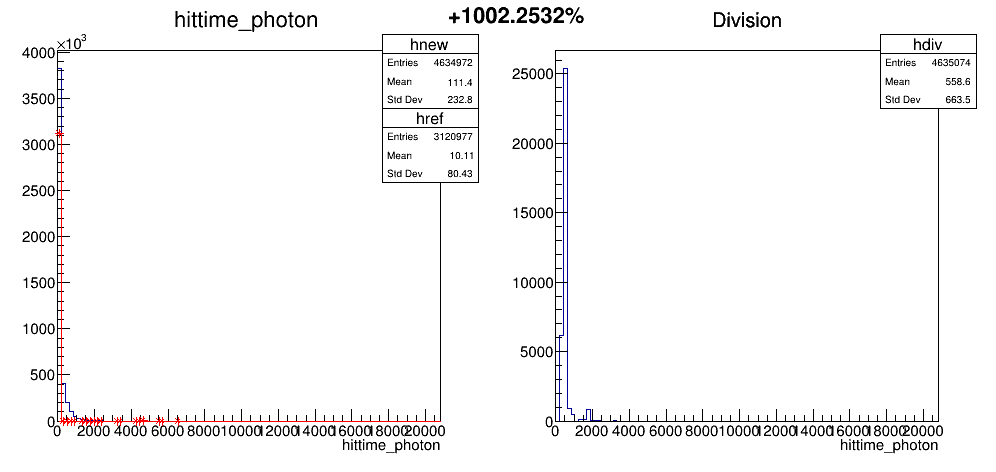 +1002.2532%
hittime_photon
×10³
4000
3500
3000
2500
2000
1500
1000
500
0
0 2000 4000 6000 8000 10000 12000 14000 16000 18000 20000
hittime_photon
hnew
Entries 4634972
Mean 111.4
Std Dev 232.8
href
Entries 3120977
Mean 10.11
Std Dev 80.43
Division
25000
20000
15000
10000
5000
0
0 2000 4000 6000 8000 10000 12000 14000 16000 18000 20000
hittime_photon
hdiv
Entries 4635074
Mean 558.6
Std Dev 663.5